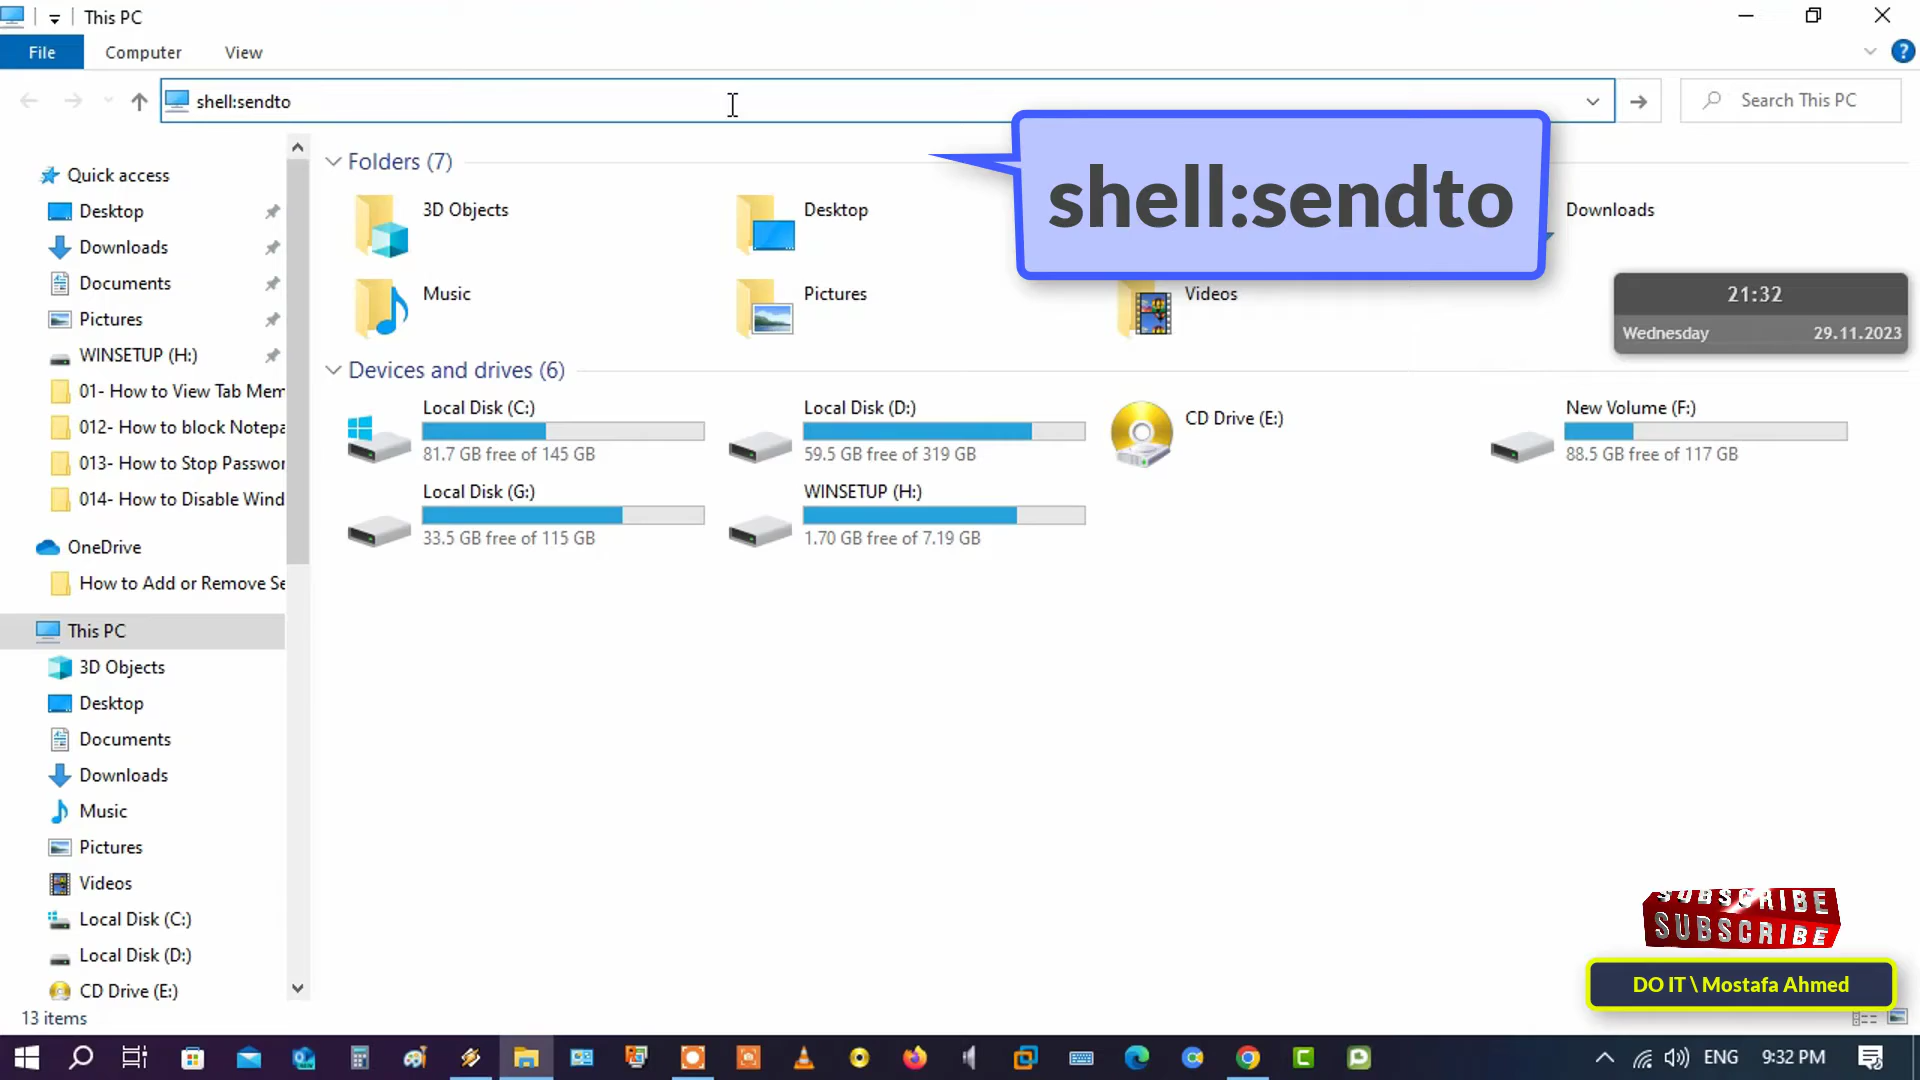 This PC
File
Computer
View
shell:sendto
Search This PC
shell:sendto
Quick access
Desktop
Downloads
Documents
Pictures
WINSETUP (H:)
01- How to View Tab Mem
012- How to block Notepa
013- How to Stop Passwor
014- How to Disable Wind
OneDrive
How to Add or Remove Se
This PC
3D Objects
Desktop
Documents
Downloads
Music
Pictures
Videos
Local Disk (C:)
Local Disk (D:)
CD Drive (E:)
13 items
Folders (7)
3D Objects
Desktop
Downloads
Music
Pictures
Videos
21:32
Wednesday 29.11.2023
Devices and drives (6)
Local Disk (C:)
81.7 GB free of 145 GB
Local Disk (D:)
59.5 GB free of 319 GB
CD Drive (E:)
New Volume (F:)
88.5 GB free of 117 GB
Local Disk (G:)
33.5 GB free of 115 GB
WINSETUP (H:)
1.70 GB free of 7.19 GB
SUBSCRIBE
SUBSCRIBE
DO IT \ Mostafa Ahmed
ENG
9:32 PM